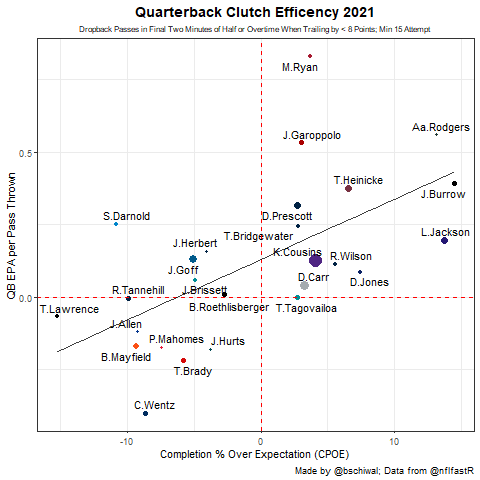 Quarterback Clutch Efficency 2021
Dropback Passes in Final Two Minutes of Half or Overtime When Trailing by < 8 Points; Min 15 Attempt
M.Ryan
Aa.Rodgers
J.Garoppolo
0.5
T.Heinicke
J.Burrow
S.Darnold
D.Prescott
T.Bridgewater
L.Jackson
J.Herbert
K.Cousins
R.Wilson
J.Goff
D.Carr
D.Jones
R.Tannehill
J.Brissett
0.0
T.Lawrence
B.Roethlisberger
T.Tagovailoa
J.Allen
P.Mahomes
J.Hurts
B.Mayfield
T.Brady
C.Wentz
QB EPA per Pass Thrown
-10
0
10
Completion % Over Expectation (CPOE)
Made by @bschiwal; Data from @nflfastR